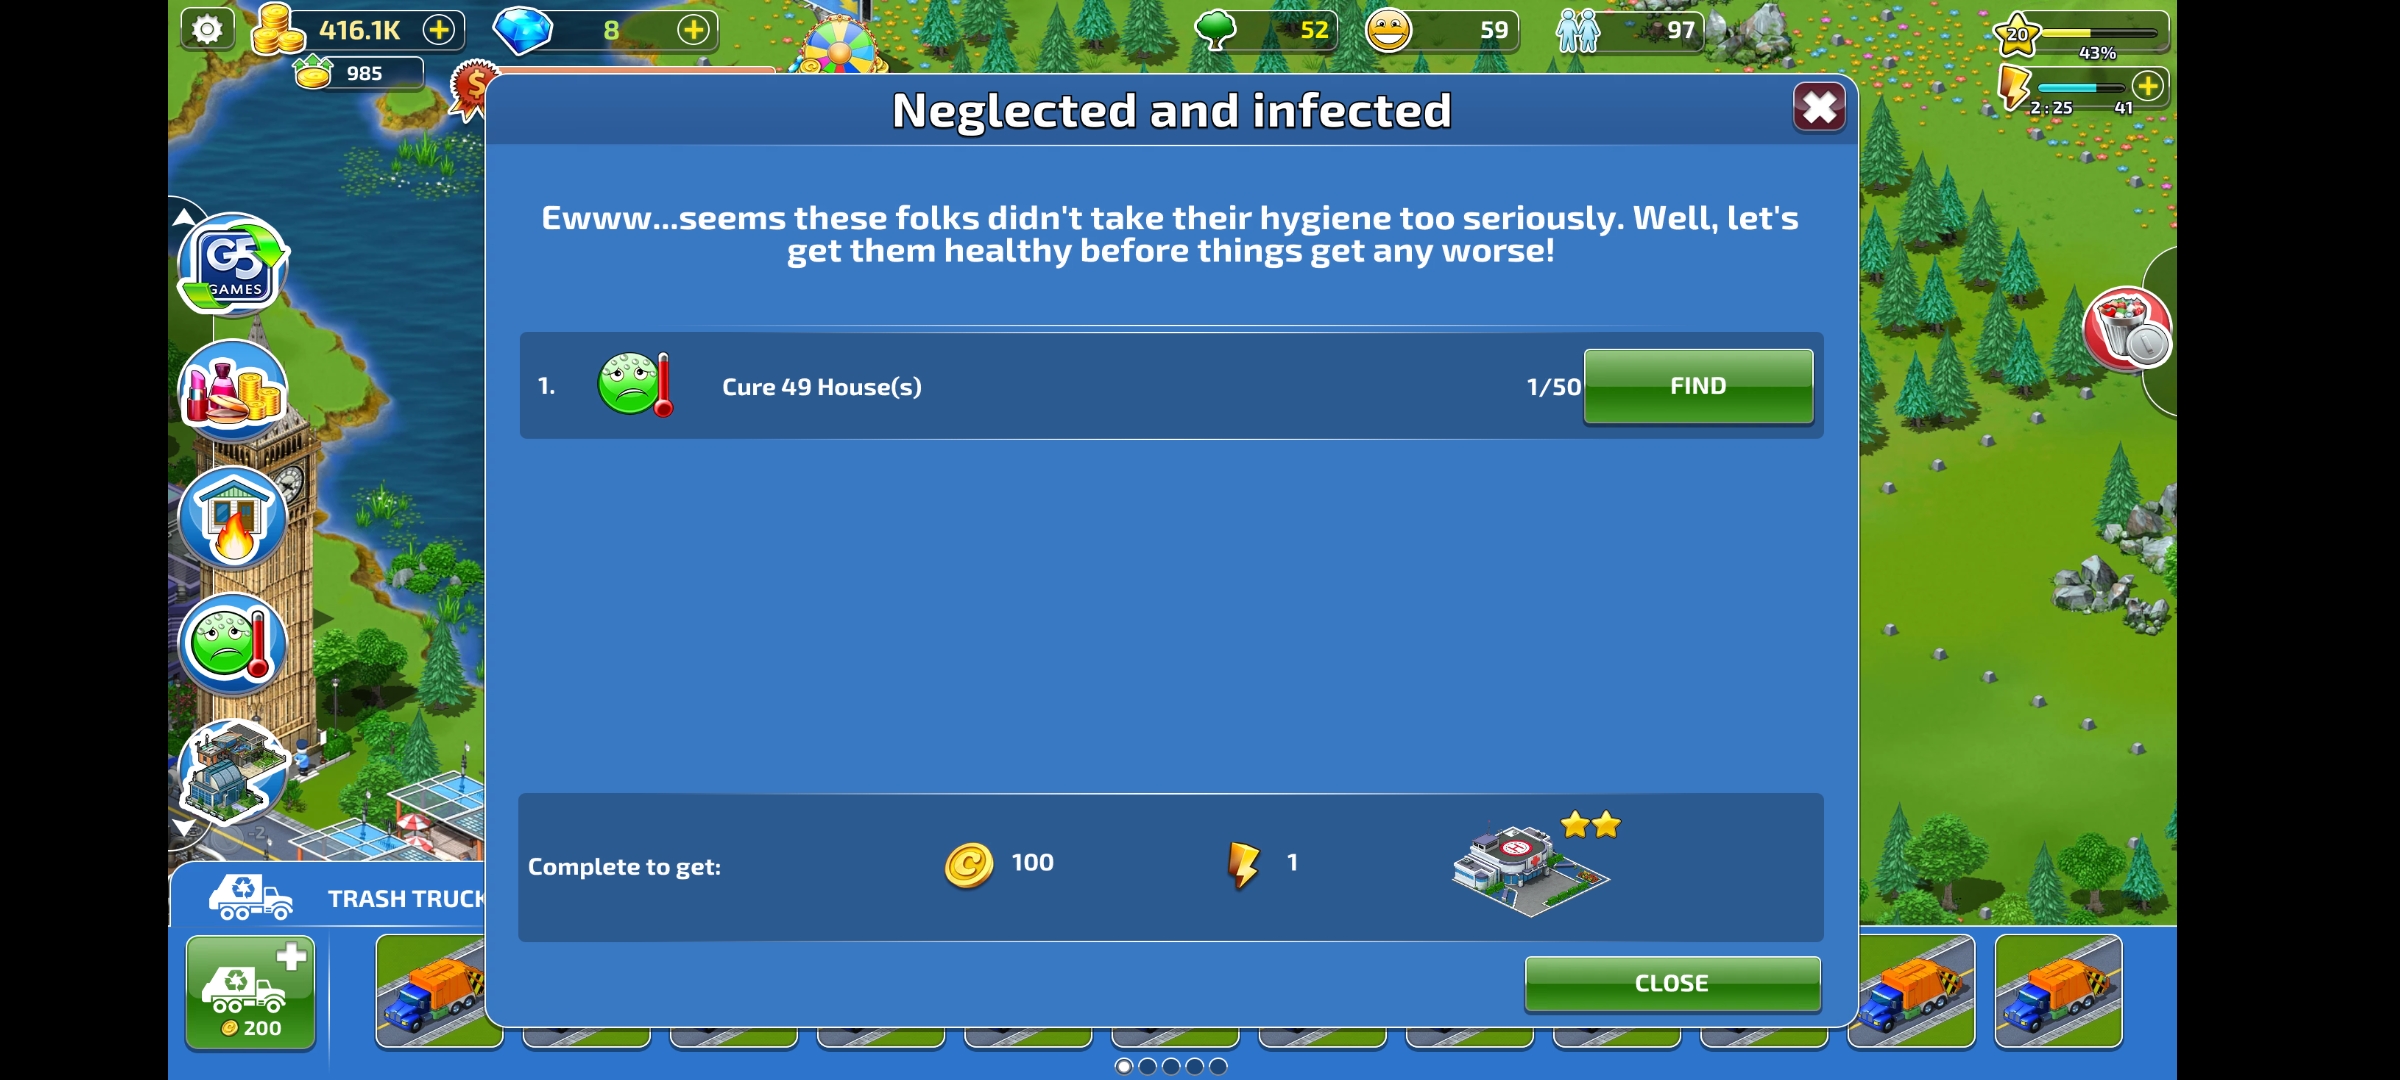 416.1K
8
52
59
97
20
43%
985
2:25
41
Neglected and infected
Ewww...seems these folks didn't take their hygiene too seriously. Well, let's
get them healthy before things get any worse!
G5
GAMES
1.
Cure 49 House(s)
1/50
FIND
-2
Complete to get:
100
1
TRASH TRUCK
CLOSE
200